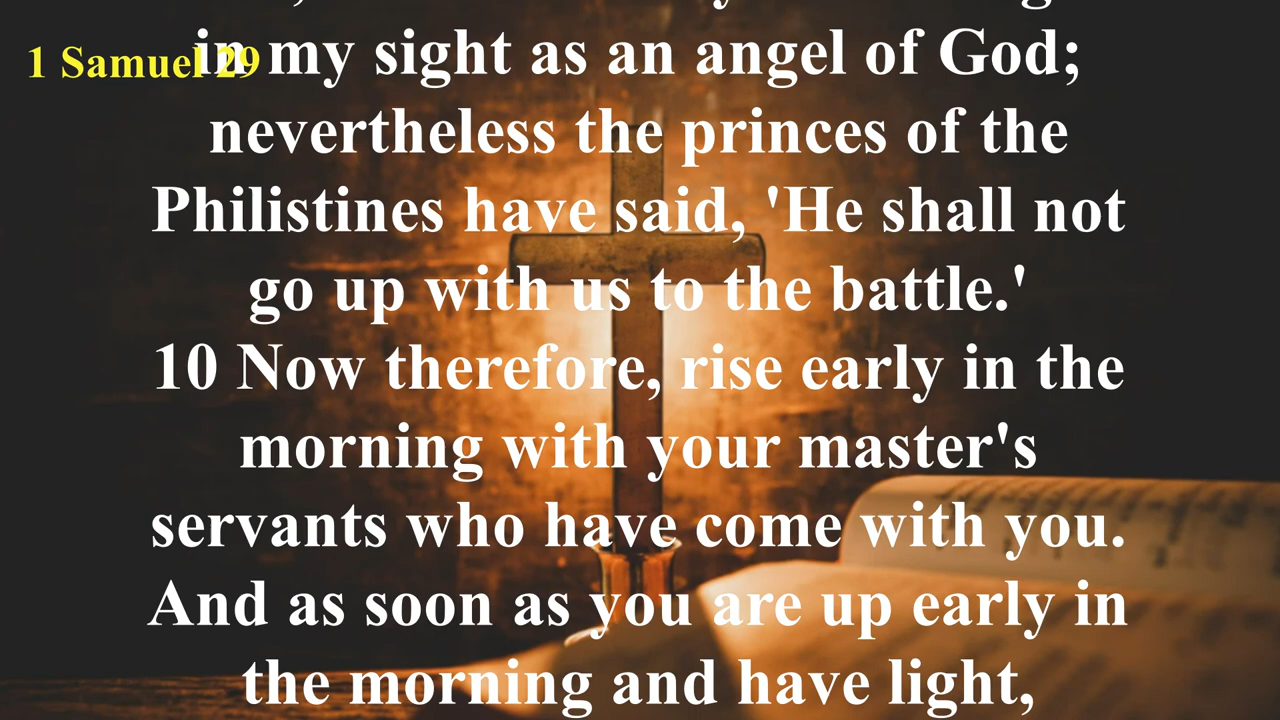 1 Samuel 29
in my sight as an angel of God;
nevertheless the princes of the
Philistines have said, 'He shall not
go up with us to the battle.'
10 Now therefore, rise early in the
morning with your master's
servants who have come with you.
And as soon as you are up early in
the morning and have light,